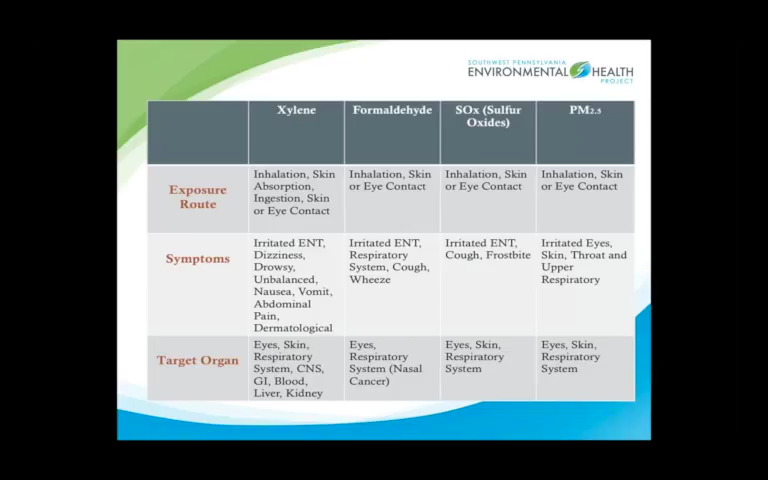 SOUTHWEST PENNSYLVANIA
ENVIRONMENTAL HEALTH
PROJECT
Xylene
Formaldehyde
SOx (Sulfur
Oxides)
PM2.5
Exposure
Route
Inhalation, Skin
Absorption,
Ingestion, Skin
or Eye Contact
Inhalation, Skin
or Eye Contact
Inhalation, Skin
or Eye Contact
Inhalation, Skin
or Eye Contact
Symptoms
Irritated ENT,
Dizziness,
Drowsy,
Unbalanced,
Nausea, Vomit,
Abdominal
Pain,
Dermatological
Irritated ENT,
Respiratory
System, Cough,
Wheeze
Irritated ENT,
Cough, Frostbite
Irritated Eyes,
Skin, Throat and
Upper
Respiratory
Target Organ
Eyes, Skin,
Respiratory
System, CNS,
GI, Blood,
Liver, Kidney
Eyes,
Respiratory
System (Nasal
Cancer)
Eyes, Skin,
Respiratory
System
Eyes, Skin,
Respiratory
System